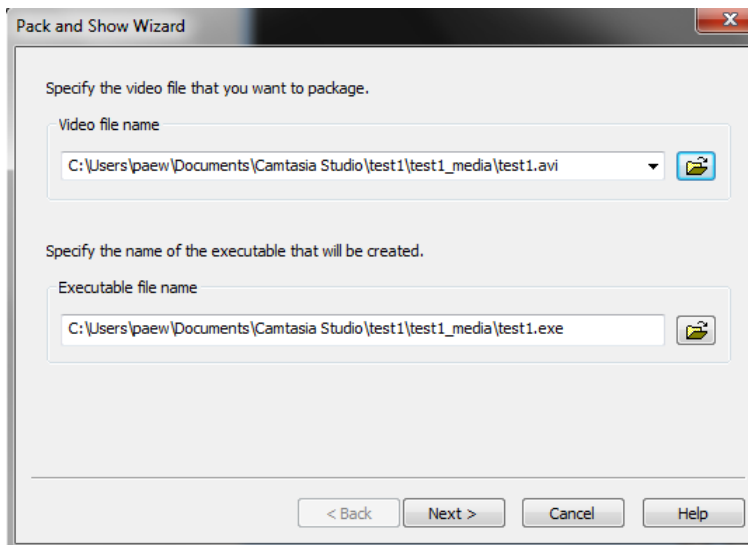 Pack and Show Wizard
Specify the video file that you want to package.
Video file name
C:\Users\paew\Documents\Camtasia Studio\test1\test1_media\test1.avi
Specify the name of the executable that will be created.
Executable file name
C:\Users\paew\Documents\Camtasia Studio\test1\test1_media\test1.exe
< Back Next > Cancel Help